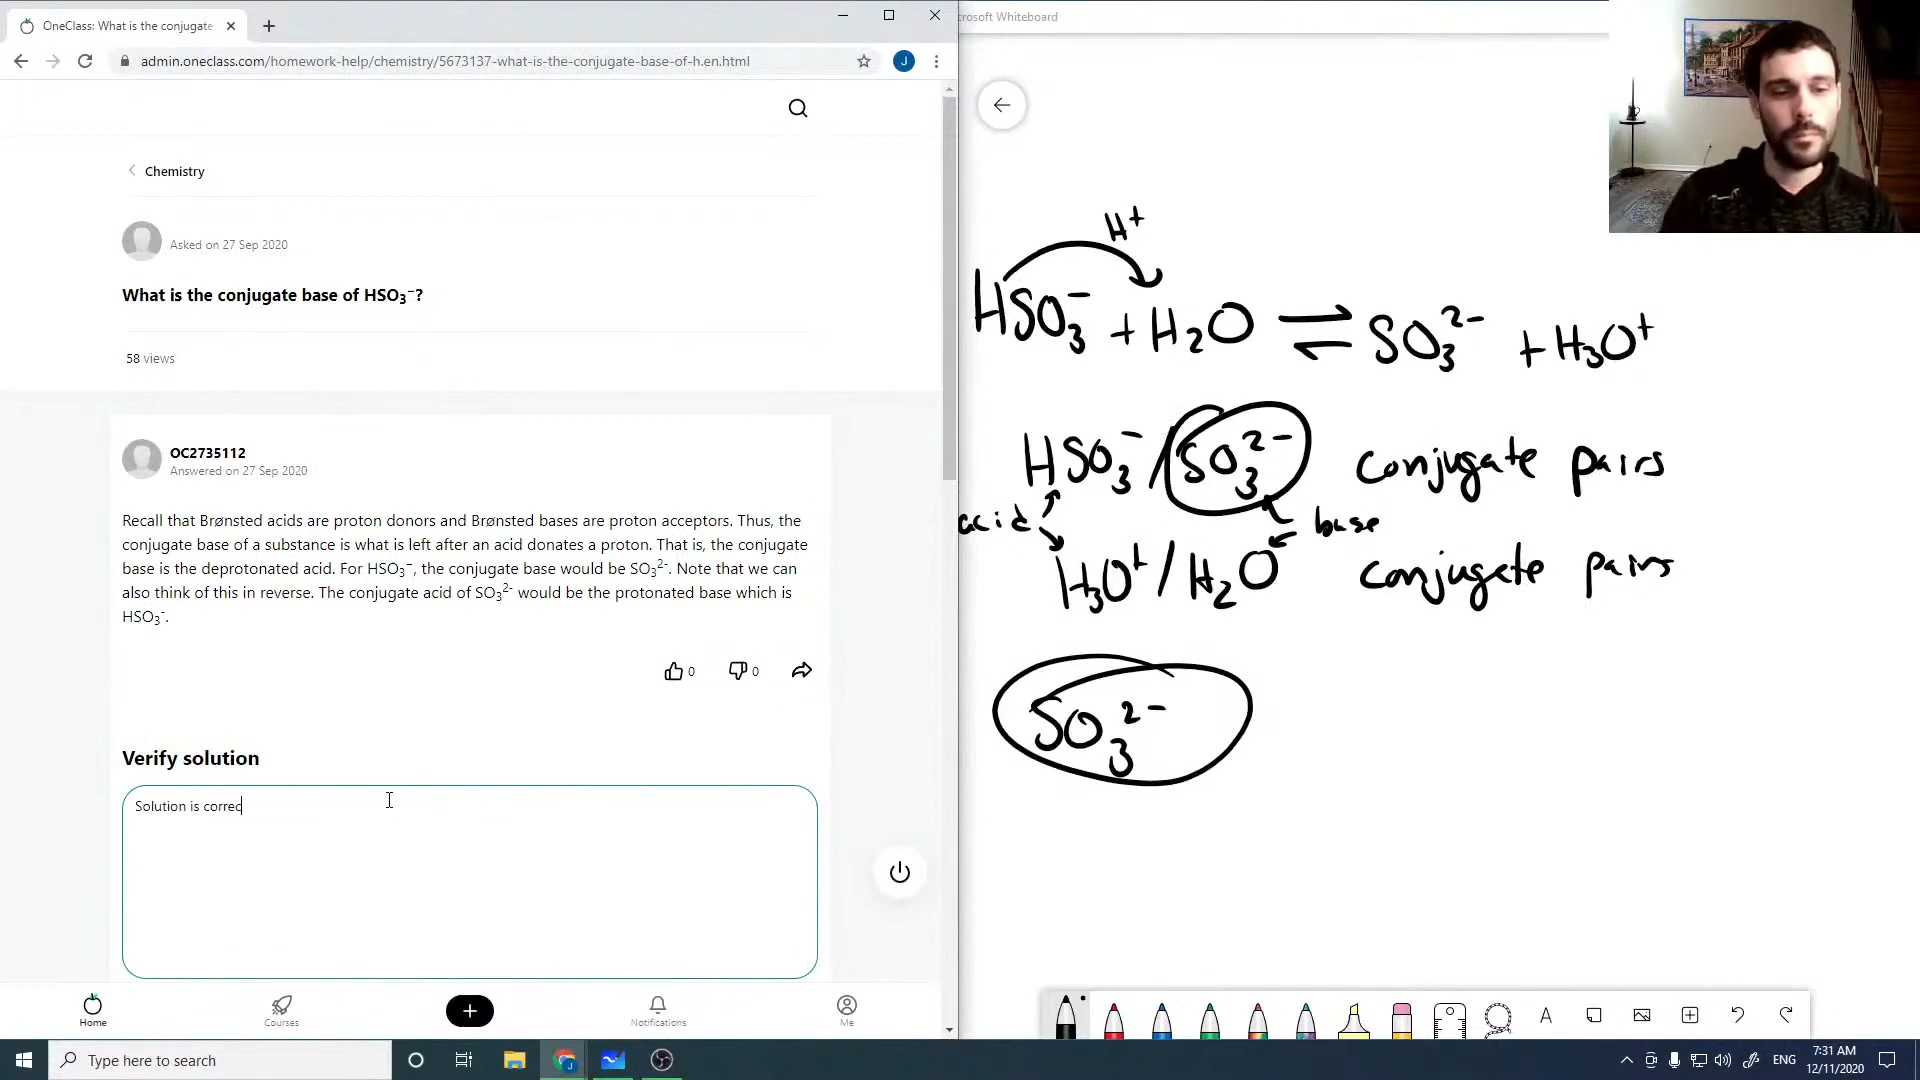 OneClass: What is the conjugate
admin.oneclass.com/homework-help/chemistry/5673137-what-is-the-conjugate-base-of-h.en.html
J
Chemistry
Asked on 27 Sep 2020
What is the conjugate base of HSO₃⁻?
58 views
OC2735112
Answered on 27 Sep 2020
Recall that Brønsted acids are proton donors and Brønsted bases are proton acceptors. Thus, the
conjugate base of a substance is what is left after an acid donates a proton. That is, the conjugate
base is the deprotonated acid. For HSO₃⁻, the conjugate base would be SO₃²⁻. Note that we can
also think of this in reverse. The conjugate acid of SO₃²⁻ would be the protonated base which is
HSO₃⁻.
0
0
Verify solution
Solution is correc
Home
Courses
Notifications
Me
Whiteboard
H⁺
HSO₃⁻ + H₂O ⇌ SO₃²⁻ + H₃O⁺
HSO₃⁻ / SO₃²⁻ conjugate pairs
acid base
H₃O⁺ / H₂O conjugate pairs
SO₃²⁻
A
Type here to search
ENG
7:31 AM
12/11/2020